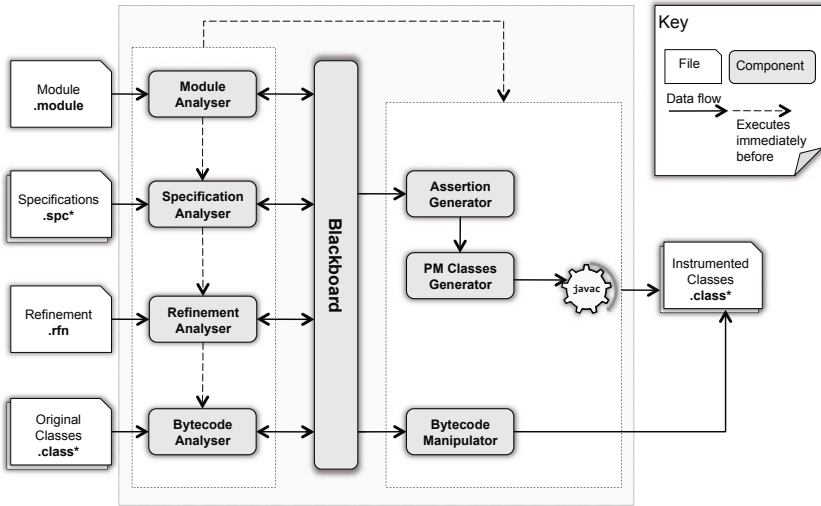 Key
File
Component
Data flow
Executes
immediately
before
Module
.module
Module
Analyser
Specifications
.spc*
Specification
Analyser
Refinement
.rfn
Refinement
Analyser
Original
Classes
.class*
Bytecode
Analyser
Blackboard
Assertion
Generator
PM Classes
Generator
javac
Bytecode
Manipulator
Instrumented
Classes
.class*